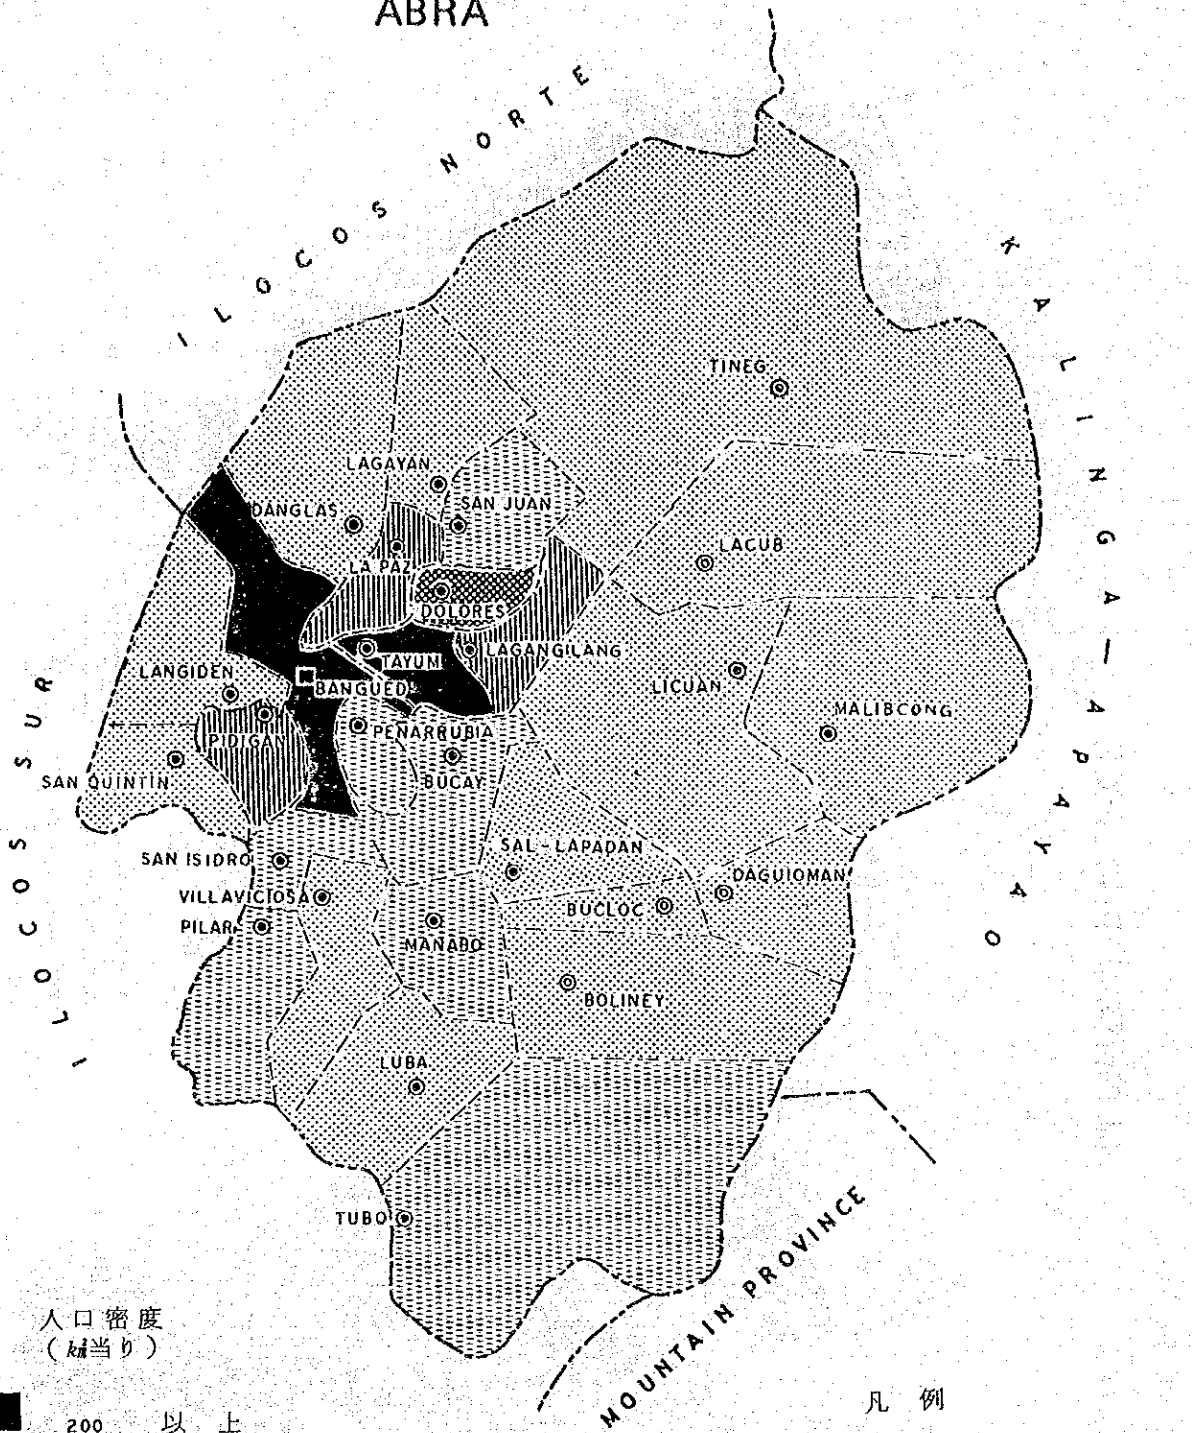 ABRA
ILOCOS NORTE
KALINGA-APAYAO
TINEG
LAGAYAN
SAN JUAN
DANGLAS
LACUB
LA PAZ
DOLORES
LAGANGILANG
TAYUM
LANGIDEN
BANGUED
LICUAN
MALIBCONG
PIDIGAN
PENARRUBIA
SAN QUINTIN
BUCAY
ILOCOS SUR
SAN ISIDRO
SAL-LAPADAN
DAGUIOMAN
VILLAVICIOSA
BUCLOC
PILAR
MANABO
BOLINEY
LUBA
TUBO
MOUNTAIN PROVINCE
人口密度
(km²当り)
200 以上
凡例